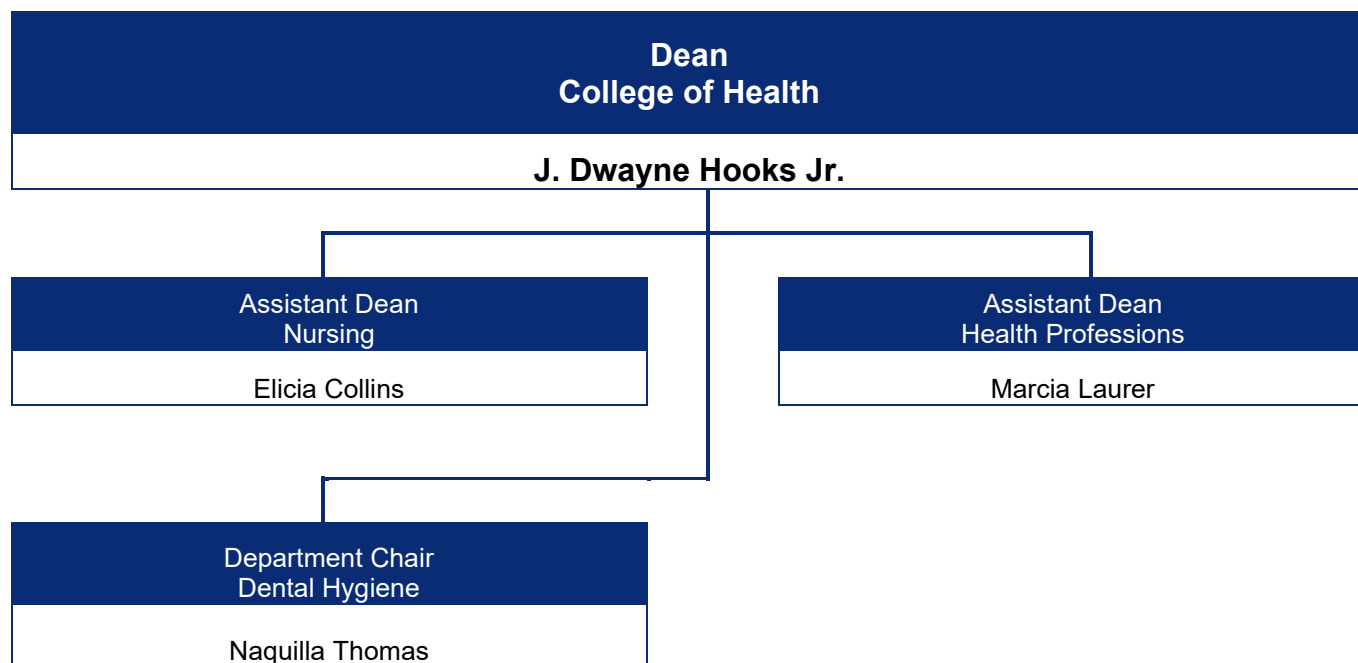 Dean
College of Health
J. Dwayne Hooks Jr.
Assistant Dean
Nursing
Elicia Collins
Assistant Dean
Health Professions
Marcia Laurer
Department Chair
Dental Hygiene
Naquilla Thomas